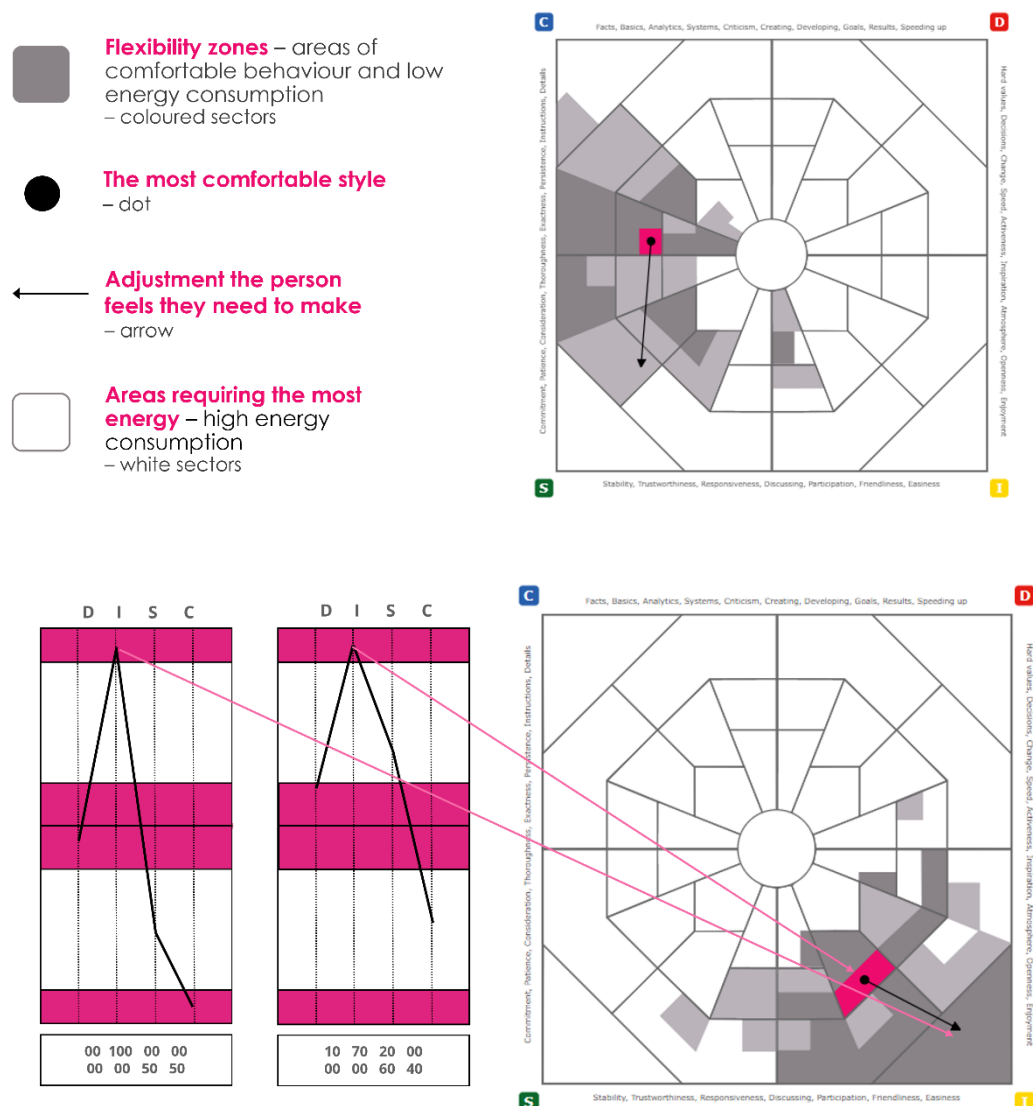 Flexibility zones – areas of
comfortable behaviour and low
energy consumption
– coloured sectors
The most comfortable style
– dot
Adjustment the person
feels they need to make
– arrow
Areas requiring the most
energy – high energy
consumption
– white sectors
C
Facts, Basics, Analytics, Systems, Criticism, Creating, Developing, Goals, Results, Speeding up
D
Commitment, Patience, Consideration, Thoroughness, Exactness, Persistence, Instructions, Details
Hard values, Decisions, Change, Speed, Activeness, Inspiration, Atmosphere, Openness, Enjoyment
S
Stability, Trustworthiness, Responsiveness, Discussing, Participation, Friendliness, Easiness
I
D I S C
00 100 00 00
00 00 50 50
D I S C
10 70 20 00
00 00 60 40
C
Facts, Basics, Analytics, Systems, Criticism, Creating, Developing, Goals, Results, Speeding up
D
Commitment, Patience, Consideration, Thoroughness, Exactness, Persistence, Instructions, Details
Hard values, Decisions, Change, Speed, Activeness, Inspiration, Atmosphere, Openness, Enjoyment
S
Stability, Trustworthiness, Responsiveness, Discussing, Participation, Friendliness, Easiness
I